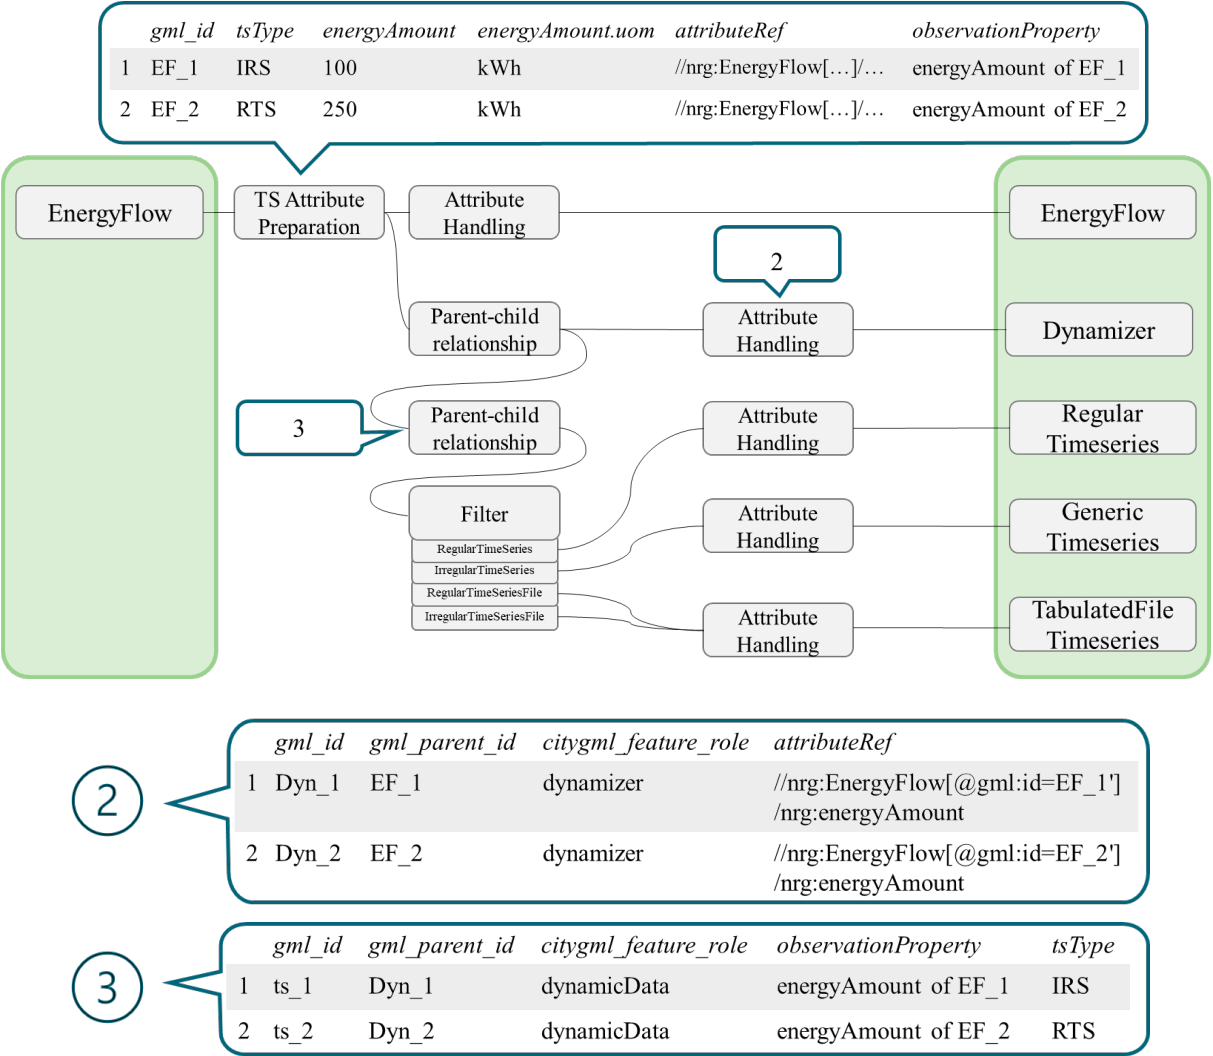 gml_id tsType energyAmount energyAmount.uom attributeRef observationProperty
1 EF_1 IRS 100 kWh //nrg:EnergyFlow[…]/… energyAmount of EF_1
2 EF_2 RTS 250 kWh //nrg:EnergyFlow[…]/… energyAmount of EF_2
EnergyFlow
TS Attribute
Preparation
Attribute
Handling
EnergyFlow
2
Parent-child
relationship
Attribute
Handling
Dynamizer
3
Parent-child
relationship
Attribute
Handling
Regular
Timeseries
Filter
RegularTimeSeries
IrregularTimeSeries
RegularTimeSeriesFile
IrregularTimeSeriesFile
Attribute
Handling
Generic
Timeseries
Attribute
Handling
TabulatedFile
Timeseries
2
gml_id gml_parent_id citygml_feature_role attributeRef
1 Dyn_1 EF_1 dynamizer //nrg:EnergyFlow[@gml:id=EF_1']
/nrg:energyAmount
2 Dyn_2 EF_2 dynamizer //nrg:EnergyFlow[@gml:id=EF_2']
/nrg:energyAmount
3
gml_id gml_parent_id citygml_feature_role observationProperty tsType
1 ts_1 Dyn_1 dynamicData energyAmount of EF_1 IRS
2 ts_2 Dyn_2 dynamicData energyAmount of EF_2 RTS